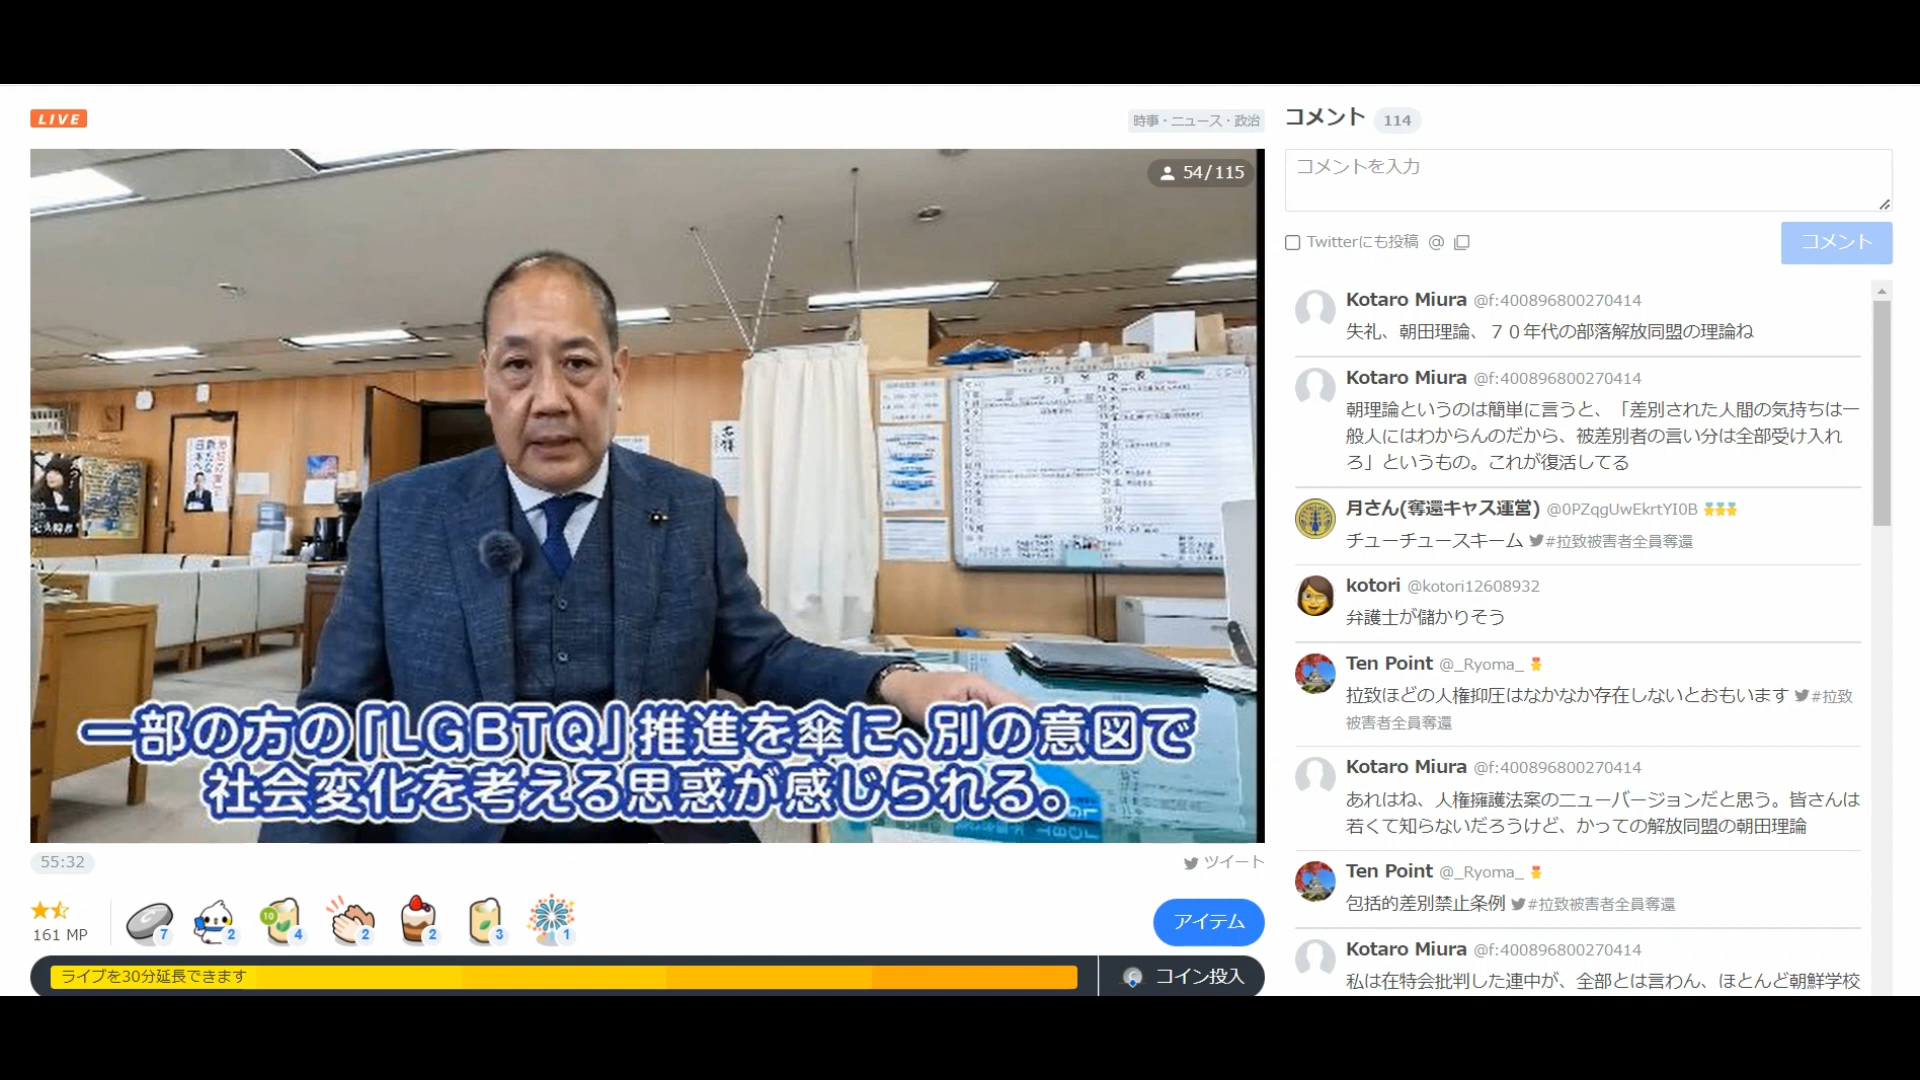 LIVE
時事・ニュース・政治
54/115
一部の方の「LGBTQ」推進を傘に、別の意図で
社会変化を考える思惑が感じられる。
55:32
ツイート
161 MP
7
2
10
4
2
2
3
1
アイテム
ライブを30分延長できます
コイン投入
コメント 114
コメントを入力
Twitterにも投稿 @
コメント
Kotaro Miura @f:400896800270414
失礼、朝田理論、７０年代の部落解放同盟の理論ね
Kotaro Miura @f:400896800270414
朝理論というのは簡単に言うと、「差別された人間の気持ちは一
般人にはわからんのだから、被差別者の言い分は全部受け入れ
ろ」というもの。これが復活してる
月さん(奪還キャス運営) @0PZqgUwEkrtYI0B
チューチュースキーム #拉致被害者全員奪還
kotori @kotori12608932
弁護士が儲かりそう
Ten Point @_Ryoma_
拉致ほどの人権抑圧はなかなか存在しないとおもいます #拉致
被害者全員奪還
Kotaro Miura @f:400896800270414
あれはね、人権擁護法案のニューバージョンだと思う。皆さんは
若くて知らないだろうけど、かっての解放同盟の朝田理論
Ten Point @_Ryoma_
包括的差別禁止条例 #拉致被害者全員奪還
Kotaro Miura @f:400896800270414
私は在特会批判した連中が、全部とは言わん、ほとんど朝鮮学校